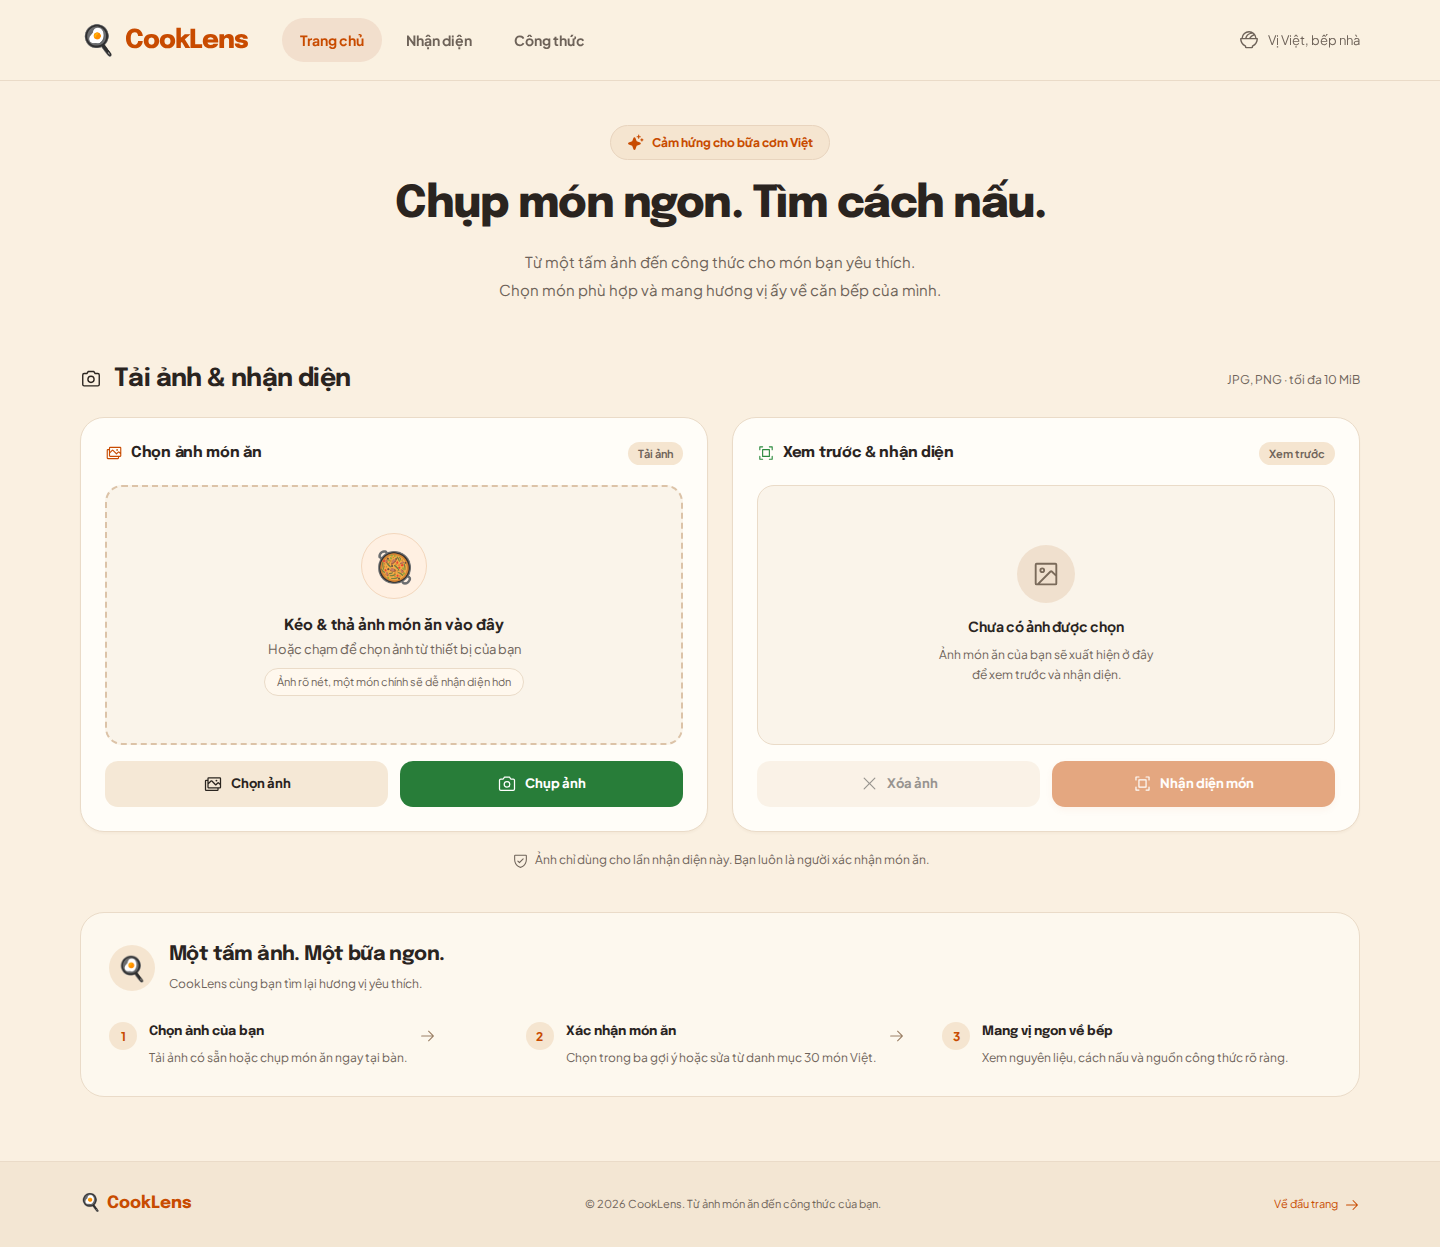 CookLens
Trang chủ
Nhận diện
Công thức
Vị Việt, bếp nhà
Cảm hứng cho bữa cơm Việt
Chụp món ngon. Tìm cách nấu.
Từ một tấm ảnh đến công thức cho món bạn yêu thích.
Chọn món phù hợp và mang hương vị ấy về căn bếp của mình.
Tải ảnh & nhận diện
JPG, PNG · tối đa 10 MiB
Chọn ảnh món ăn
Tải ảnh
Kéo & thả ảnh món ăn vào đây
Hoặc chạm để chọn ảnh từ thiết bị của bạn
Ảnh rõ nét, một món chính sẽ dễ nhận diện hơn
Chọn ảnh
Chụp ảnh
Xem trước & nhận diện
Xem trước
Chưa có ảnh được chọn
Ảnh món ăn của bạn sẽ xuất hiện ở đây
để xem trước và nhận diện.
Xóa ảnh
Nhận diện món
Ảnh chỉ dùng cho lần nhận diện này. Bạn luôn là người xác nhận món ăn.
Một tấm ảnh. Một bữa ngon.
CookLens cùng bạn tìm lại hương vị yêu thích.
1
Chọn ảnh của bạn
Tải ảnh có sẵn hoặc chụp món ăn ngay tại bàn.
2
Xác nhận món ăn
Chọn trong ba gợi ý hoặc sửa từ danh mục 30 món Việt.
3
Mang vị ngon về bếp
Xem nguyên liệu, cách nấu và nguồn công thức rõ ràng.
CookLens
© 2026 CookLens. Từ ảnh món ăn đến công thức của bạn.
Về đầu trang